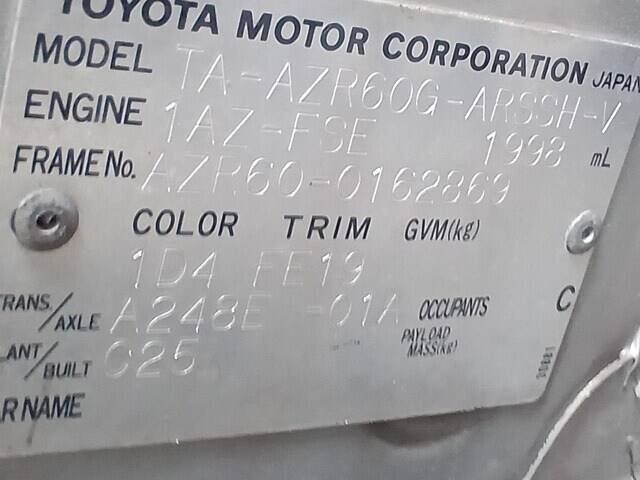 TOYOTA MOTOR CORPORATION JAPAN
MODEL TA-AZR60G-ARSSH-V
ENGINE 1AZ-FSE 1998 mL
FRAME No. AZR60-0162869
COLOR TRIM GVM(kg)
1D4 FE19
TRANS./AXLE A248E -01A OCCUPANTS C
PAYLOAD MASS(kg)
LANT/BUILT C25
R NAME